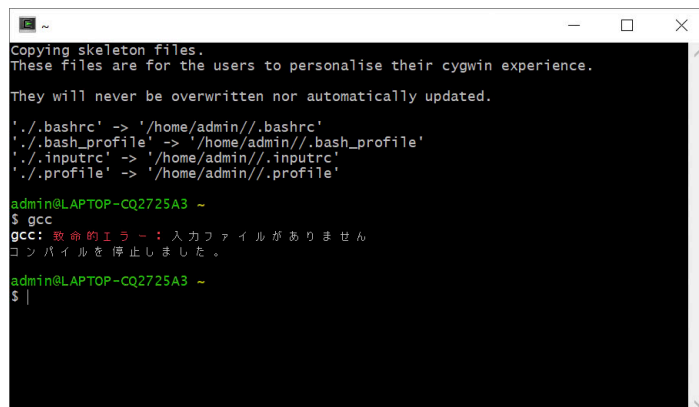 ~
Copying skeleton files.
These files are for the users to personalise their cygwin experience.
They will never be overwritten nor automatically updated.
'./.bashrc' -> '/home/admin//.bashrc'
'./.bash_profile' -> '/home/admin//.bash_profile'
'./.inputrc' -> '/home/admin//.inputrc'
'./.profile' -> '/home/admin//.profile'
admin@LAPTOP-CQ2725A3 ~
$ gcc
gcc: 致命的エラー: 入力ファイルがありません
コンパイルを停止しました。
admin@LAPTOP-CQ2725A3 ~
$